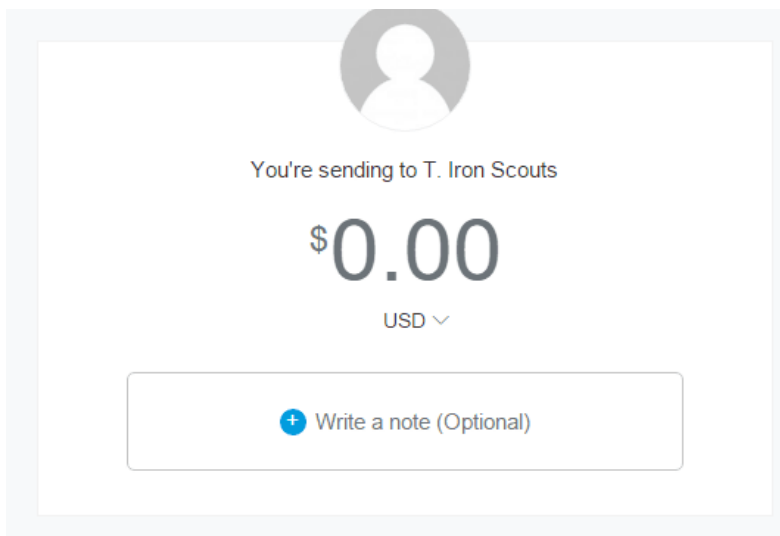 You're sending to T. Iron Scouts
$0.00
USD
+ Write a note (Optional)